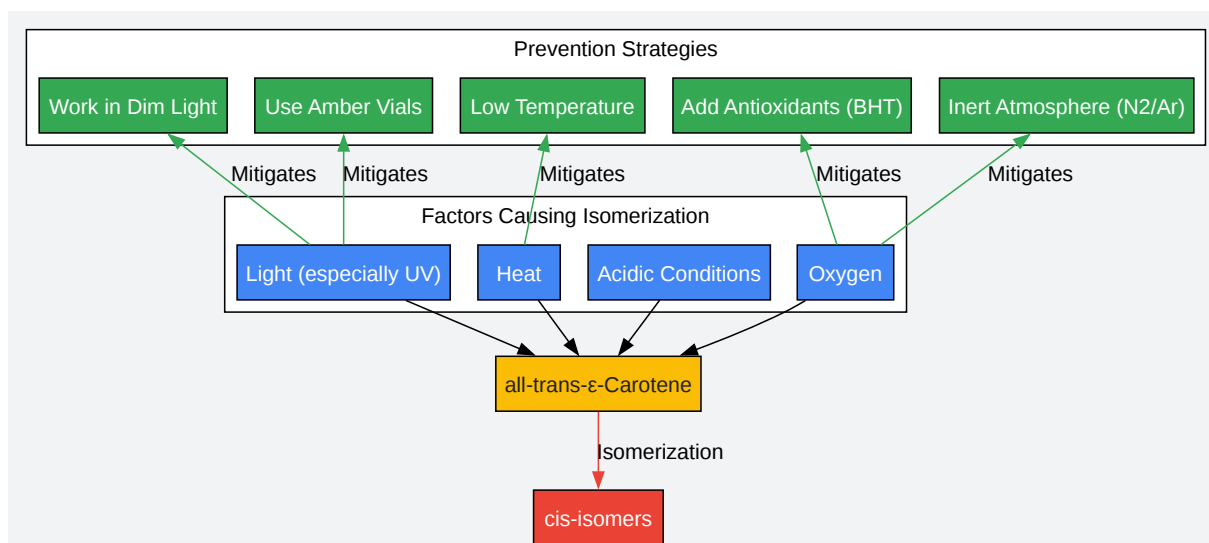 Prevention Strategies
Work in Dim Light
Use Amber Vials
Low Temperature
Add Antioxidants (BHT)
Inert Atmosphere (N2/Ar)
Mitigates
Mitigates
Mitigates
Mitigates
Mitigates
Factors Causing Isomerization
Light (especially UV)
Heat
Acidic Conditions
Oxygen
all-trans-ε-Carotene
Isomerization
cis-isomers